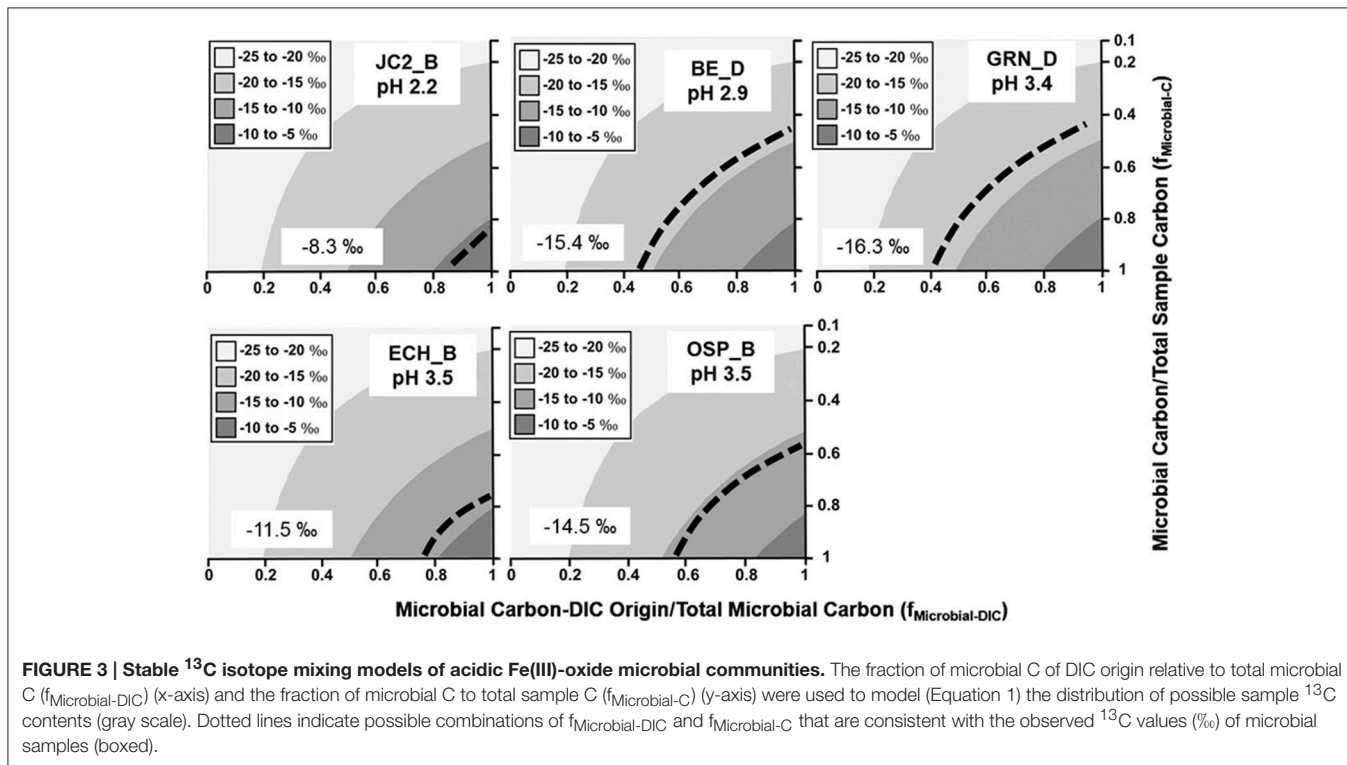 -25 to -20 ‰
-20 to -15 ‰
-15 to -10 ‰
-10 to -5 ‰
JC2_B
pH 2.2
-8.3 ‰
0 0.2 0.4 0.6 0.8 1
-25 to -20 ‰
-20 to -15 ‰
-15 to -10 ‰
-10 to -5 ‰
BE_D
pH 2.9
-15.4 ‰
0 0.2 0.4 0.6 0.8 1
-25 to -20 ‰
-20 to -15 ‰
-15 to -10 ‰
-10 to -5 ‰
GRN_D
pH 3.4
-16.3 ‰
0 0.2 0.4 0.6 0.8 1
0.1
0.2
0.4
0.6
0.8
1
-25 to -20 ‰
-20 to -15 ‰
-15 to -10 ‰
-10 to -5 ‰
ECH_B
pH 3.5
-11.5 ‰
0 0.2 0.4 0.6 0.8 1
-25 to -20 ‰
-20 to -15 ‰
-15 to -10 ‰
-10 to -5 ‰
OSP_B
pH 3.5
-14.5 ‰
0 0.2 0.4 0.6 0.8 1
0.1
0.2
0.4
0.6
0.8
1
Microbial Carbon/Total Sample Carbon (fMicrobial-C)
Microbial Carbon-DIC Origin/Total Microbial Carbon (fMicrobial-DIC)
FIGURE 3 | Stable 13C isotope mixing models of acidic Fe(III)-oxide microbial communities. The fraction of microbial C of DIC origin relative to total microbial
C (fMicrobial-DIC) (x-axis) and the fraction of microbial C to total sample C (fMicrobial-C) (y-axis) were used to model (Equation 1) the distribution of possible sample 13C
contents (gray scale). Dotted lines indicate possible combinations of fMicrobial-DIC and fMicrobial-C that are consistent with the observed 13C values (‰) of microbial
samples (boxed).